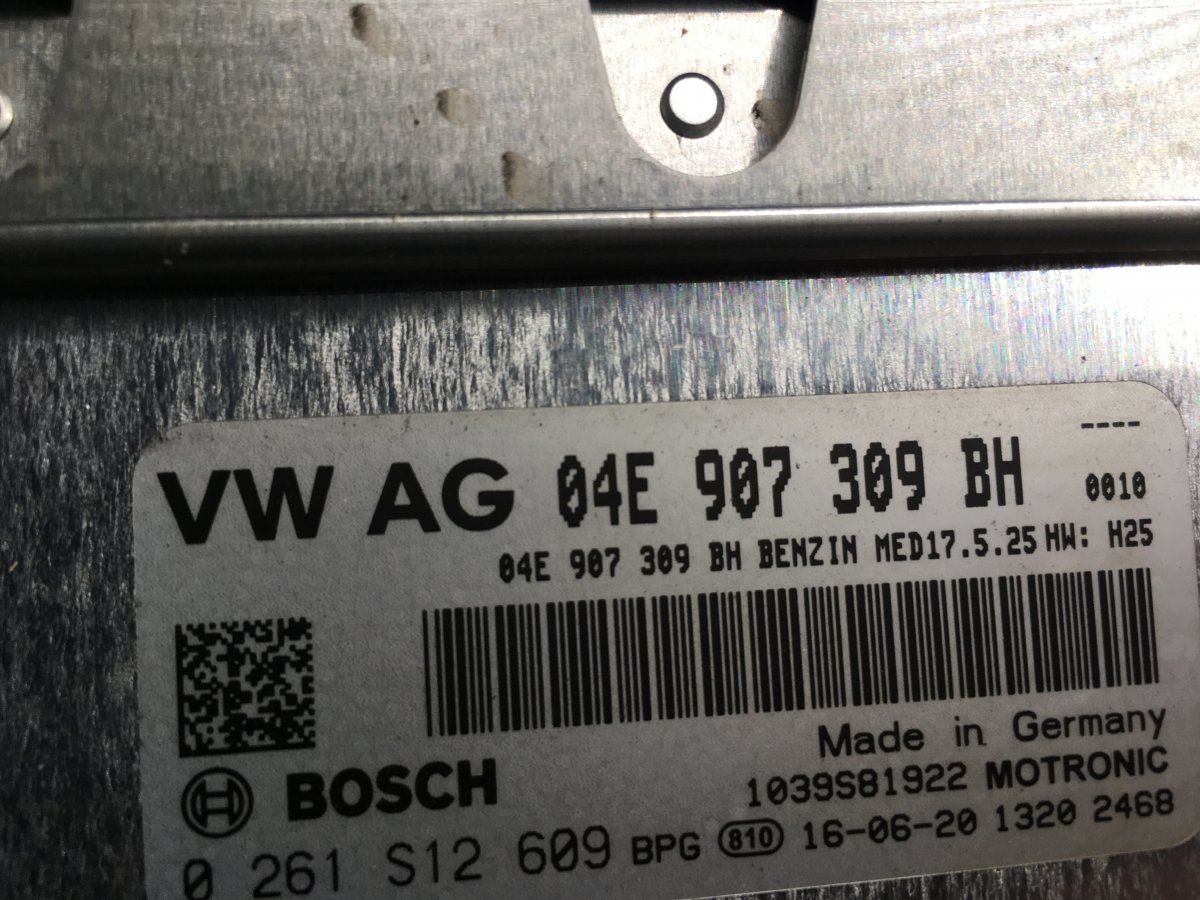 ----
VW AG 04E 907 309 BH 0010
04E 907 309 BH BENZIN MED17.5.25 HW: H25
Made in Germany
BOSCH 1039S81922 MOTRONIC
0 261 S12 609 BPG 810 16-06-20 1320 2468